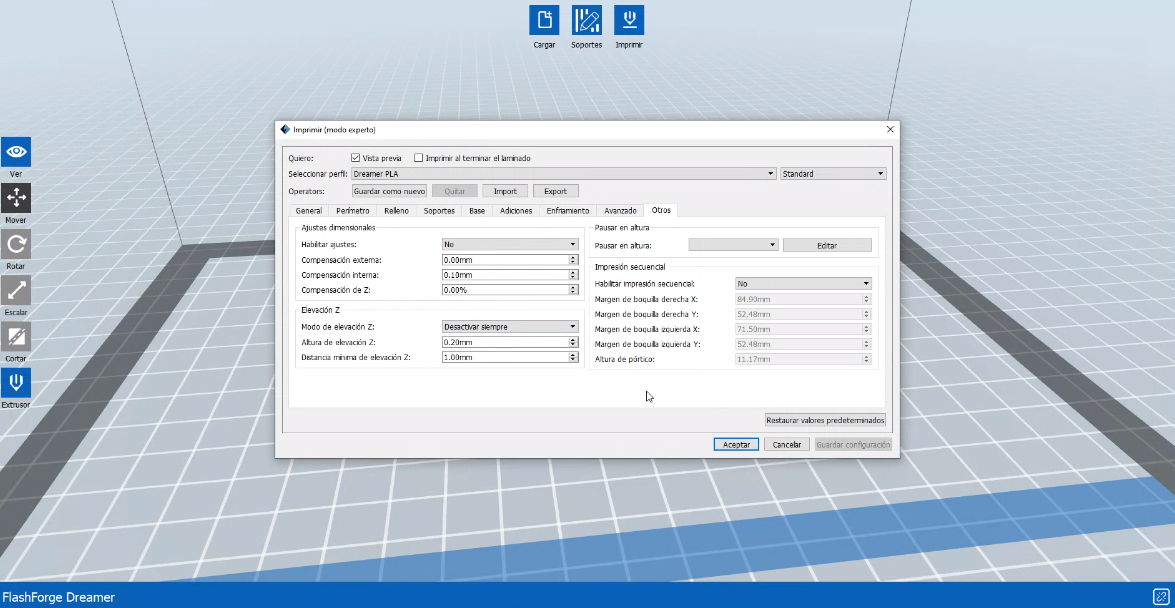 Cargar
Soportes
Imprimir
Ver
Mover
Rotar
Escalar
Cortar
Extrusor
Imprimir (modo experto)
Quiero: Vista previa Imprimir al terminar el laminado
Seleccionar perfil: Dreamer PLA Standard
Operators: Guardar como nuevo Quitar Import Export
General Perímetro Relleno Soportes Base Adiciones Enfriamiento Avanzado Otros
Ajustes dimensionales
Habilitar ajustes: No
Compensación externa: 0.00mm
Compensación interna: 0.10mm
Compensación de Z: 0.00%
Elevación Z
Modo de elevación Z: Desactivar siempre
Altura de elevación Z: 0.20mm
Distancia mínima de elevación Z: 1.00mm
Pausar en altura
Pausar en altura: Editar
Impresión secuencial
Habilitar impresión secuencial: No
Margen de boquilla derecha X: 84.90mm
Margen de boquilla derecha Y: 52.48mm
Margen de boquilla izquierda X: 71.50mm
Margen de boquilla izquierda Y: 52.48mm
Altura de pórtico: 11.17mm
Restaurar valores predeterminados
Aceptar Cancelar Guardar configuración
FlashForge Dreamer